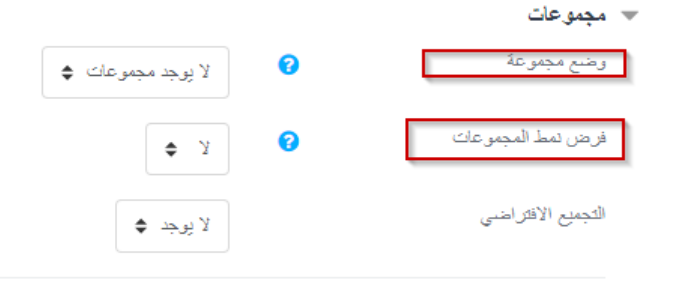 مجموعات
وضع مجموعة
لا يوجد مجموعات
فرض نمط المجموعات
لا
التجميع الافتراضي
لا يوجد